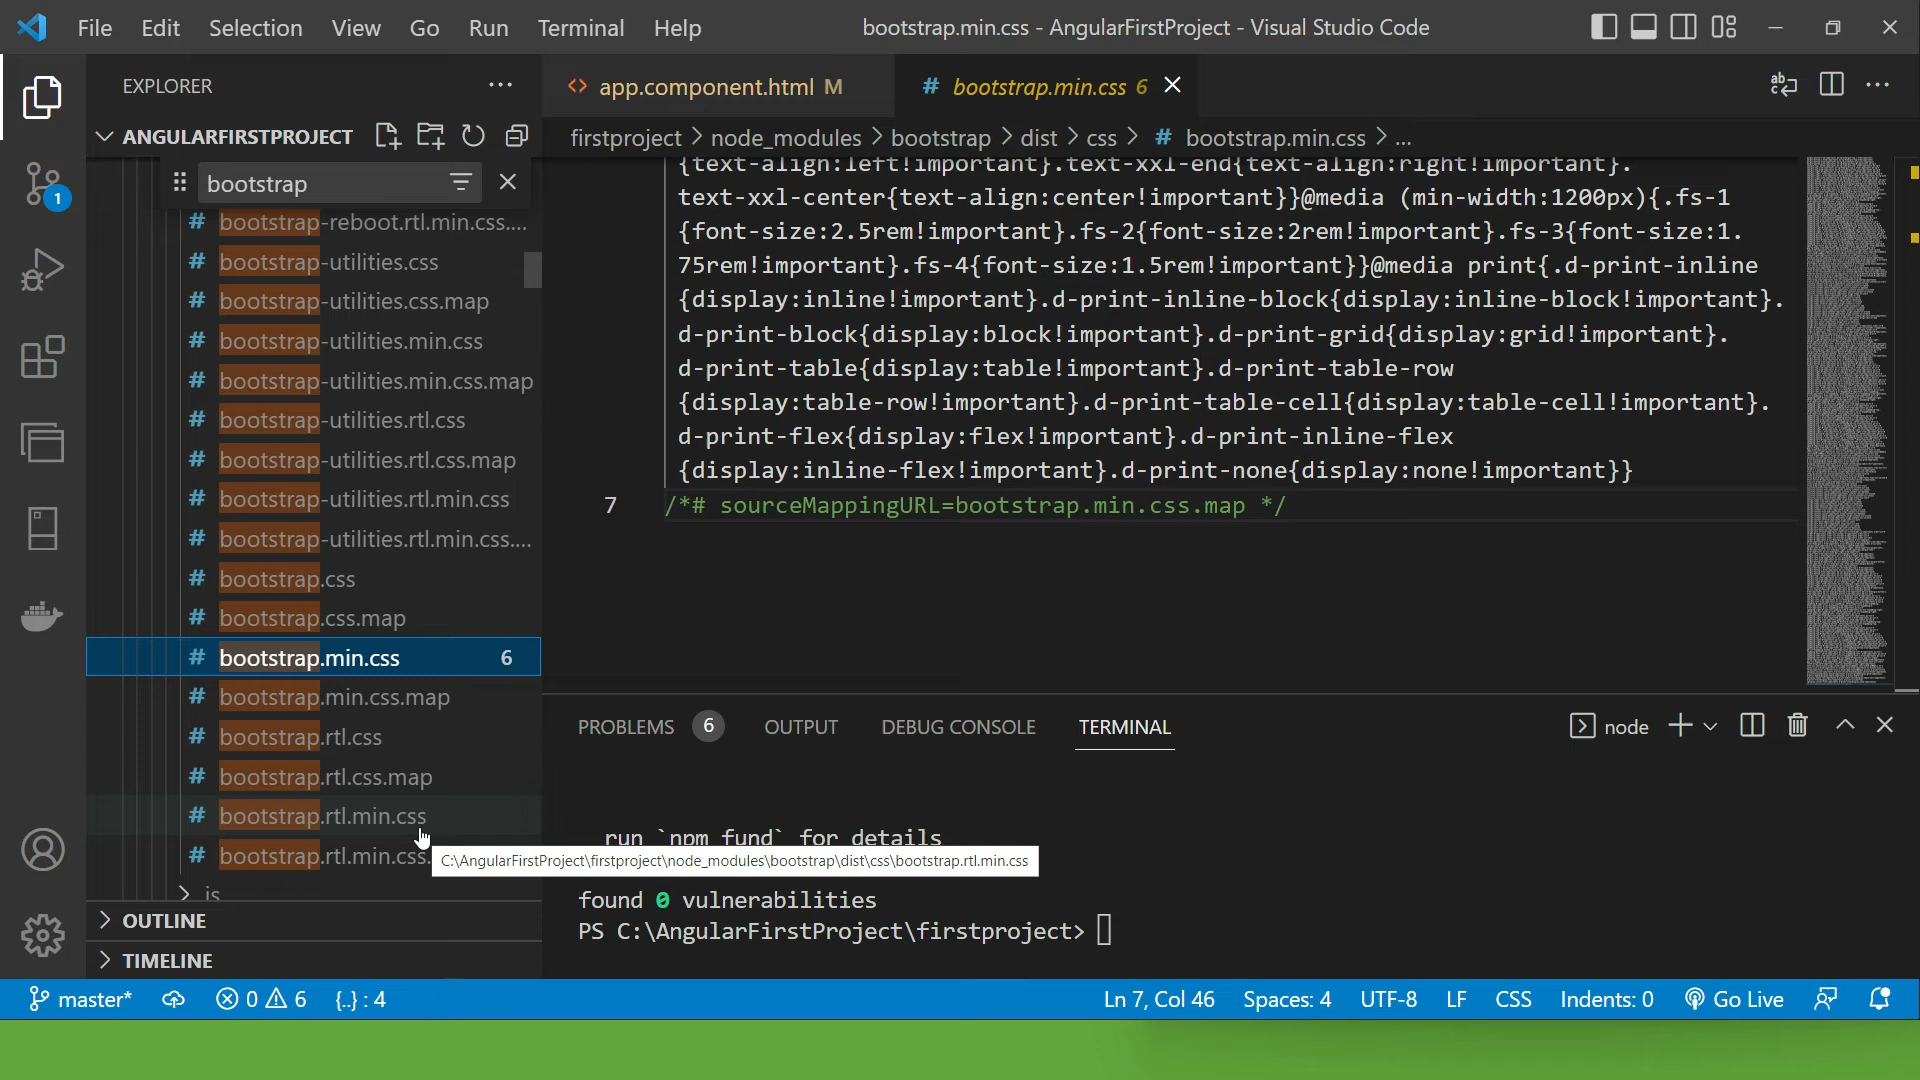 File Edit Selection View Go Run Terminal Help
bootstrap.min.css - AngularFirstProject - Visual Studio Code
EXPLORER
ANGULARFIRSTPROJECT
bootstrap
bootstrap-reboot.rtl.min.css....
bootstrap-utilities.css
bootstrap-utilities.css.map
bootstrap-utilities.min.css
bootstrap-utilities.min.css.map
bootstrap-utilities.rtl.css
bootstrap-utilities.rtl.css.map
bootstrap-utilities.rtl.min.css
bootstrap-utilities.rtl.min.css....
bootstrap.css
bootstrap.css.map
bootstrap.min.css 6
bootstrap.min.css.map
bootstrap.rtl.css
bootstrap.rtl.css.map
bootstrap.rtl.min.css
bootstrap.rtl.min.css.
js
OUTLINE
TIMELINE
1
<> app.component.html M
# bootstrap.min.css 6
firstproject > node_modules > bootstrap > dist > css > # bootstrap.min.css > ...
{text-align:left!important}.text-xxl-end{text-align:right!important}.
text-xxl-center{text-align:center!important}}@media (min-width:1200px){.fs-1
{font-size:2.5rem!important}.fs-2{font-size:2rem!important}.fs-3{font-size:1.
75rem!important}.fs-4{font-size:1.5rem!important}}@media print{.d-print-inline
{display:inline!important}.d-print-inline-block{display:inline-block!important}.
d-print-block{display:block!important}.d-print-grid{display:grid!important}.
d-print-table{display:table!important}.d-print-table-row
{display:table-row!important}.d-print-table-cell{display:table-cell!important}.
d-print-flex{display:flex!important}.d-print-inline-flex
{display:inline-flex!important}.d-print-none{display:none!important}}
7 /*# sourceMappingURL=bootstrap.min.css.map */
PROBLEMS 6 OUTPUT DEBUG CONSOLE TERMINAL node
run `npm fund` for details
C:\AngularFirstProject\firstproject\node_modules\bootstrap\dist\css\bootstrap.rtl.min.css
found 0 vulnerabilities
PS C:\AngularFirstProject\firstproject>
master* 0 6 {..} : 4 Ln 7, Col 46 Spaces: 4 UTF-8 LF CSS Indents: 0 Go Live